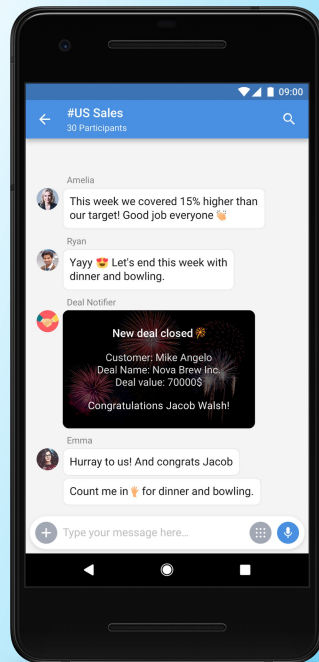 09:00
#US Sales
30 Participants
Amelia
This week we covered 15% higher than
our target! Good job everyone 👏
Ryan
Yayy 😍 Let's end this week with
dinner and bowling.
Deal Notifier
New deal closed 🎉
Customer: Mike Angelo
Deal Name: Nova Brew Inc.
Deal value: 70000$
Congratulations Jacob Walsh!
Emma
Hurray to us! And congrats Jacob
Count me in ✋ for dinner and bowling.
Type your message here...